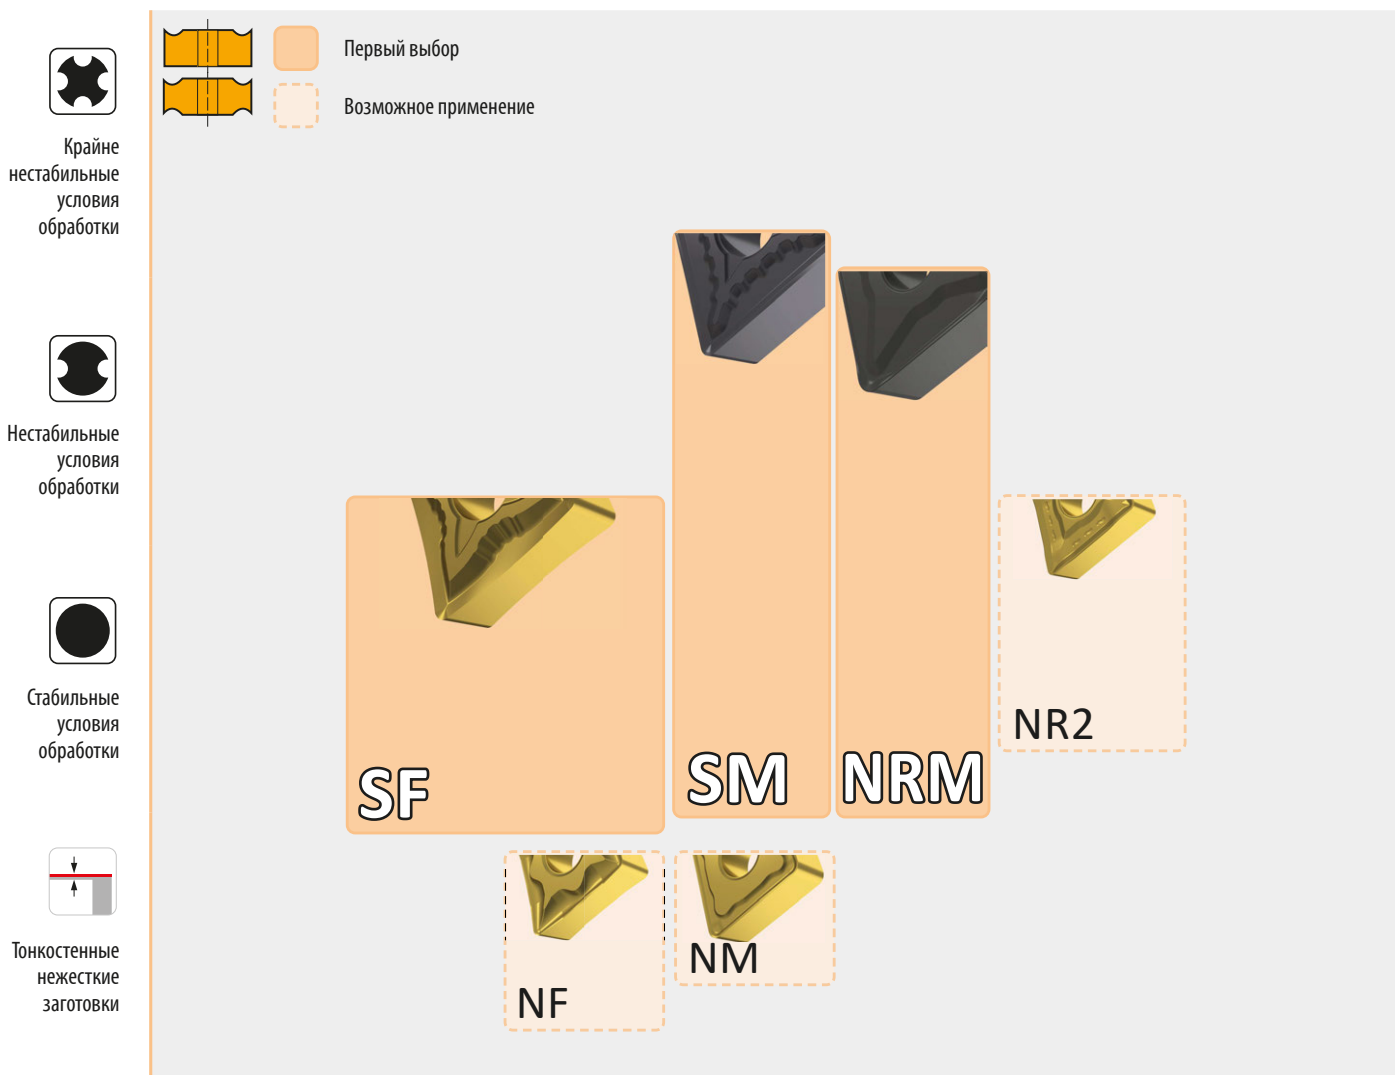 Первый выбор
Возможное применение
Крайне
нестабильные
условия
обработки
Нестабильные
условия
обработки
Стабильные
условия
обработки
Тонкостенные
нежесткие
заготовки
SF
SM
NRM
NR2
NF
NM